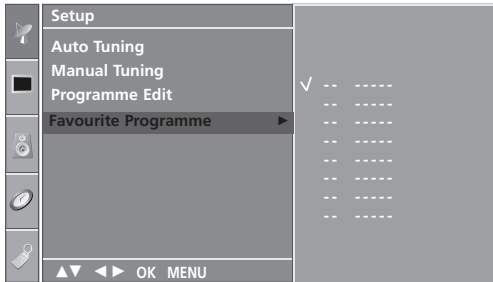 Setup
Auto Tuning
Manual Tuning
Programme Edit
Favourite Programme ►
√ -- -----
-- -----
-- -----
-- -----
-- -----
-- -----
-- -----
-- -----
▲▼ ◄► OK MENU